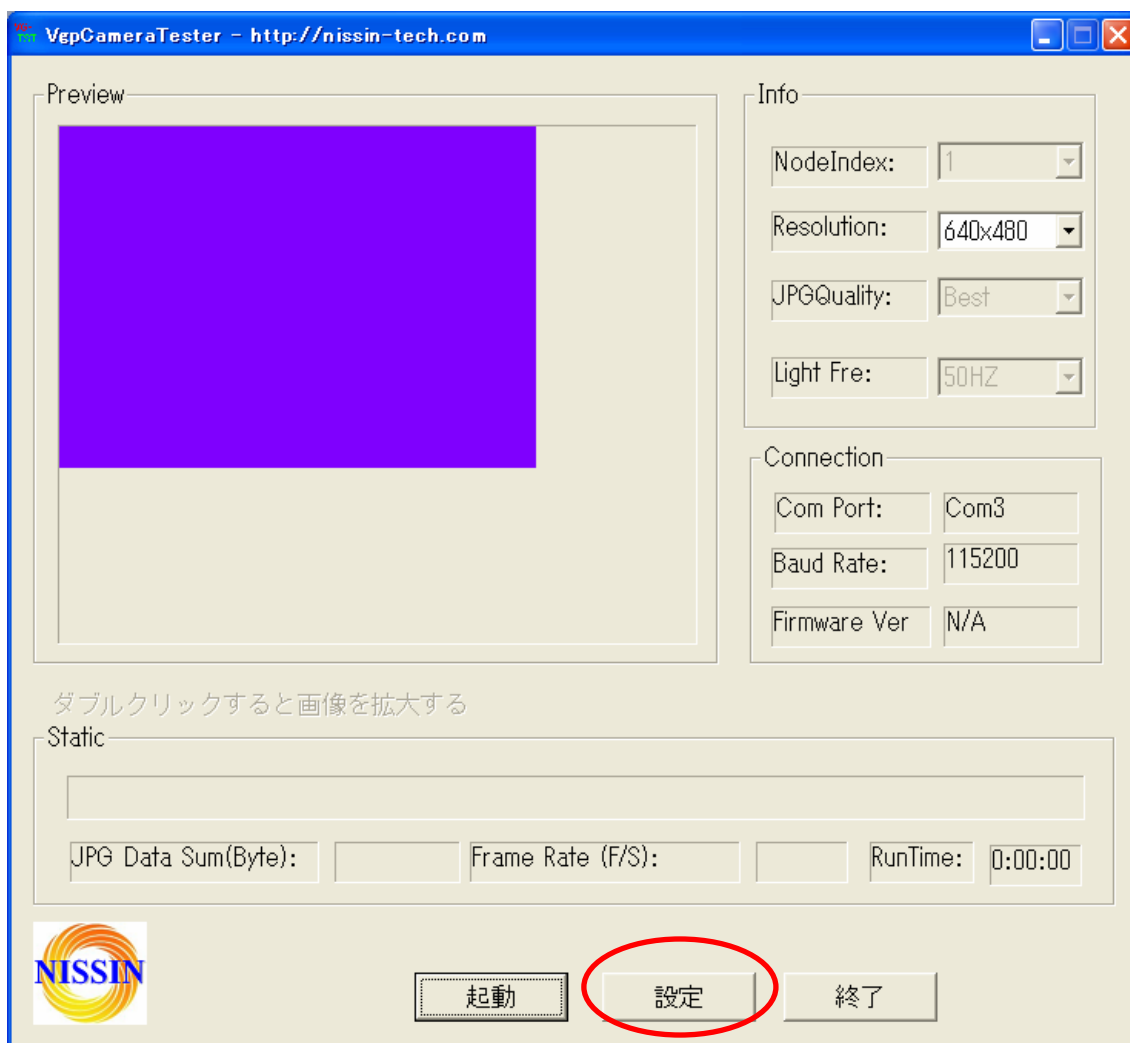 VgpCameraTester - http://nissin-tech.com
Preview
Info
NodeIndex: 1
Resolution: 640x480
JPGQuality: Best
Light Fre: 50HZ
Connection
Com Port: Com3
Baud Rate: 115200
Firmware Ver N/A
ダブルクリックすると画像を拡大する
Static
JPG Data Sum(Byte): Frame Rate (F/S): RunTime: 0:00:00
NISSIN
起動 設定 終了